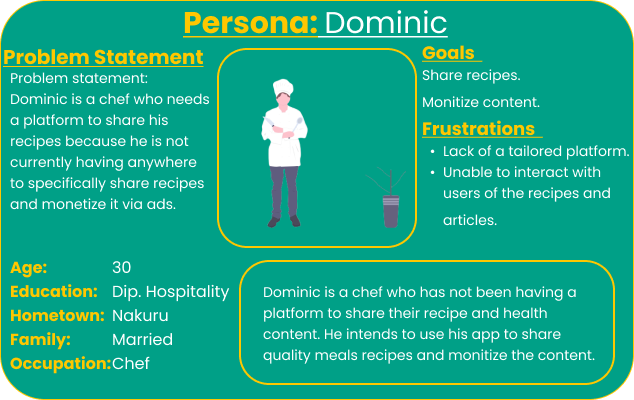 Persona: Dominic
Problem Statement
Problem statement:
Dominic is a chef who needs
a platform to share his
recipes because he is not
currently having anywhere
to specifically share recipes
and monetize it via ads.
Goals
Share recipes.
Monitize content.
Frustrations
• Lack of a tailored platform.
• Unable to interact with
users of the recipes and
articles.
Age: 30
Education: Dip. Hospitality
Hometown: Nakuru
Family: Married
Occupation: Chef
Dominic is a chef who has not been having a
platform to share their recipe and health
content. He intends to use his app to share
quality meals recipes and monitize the content.